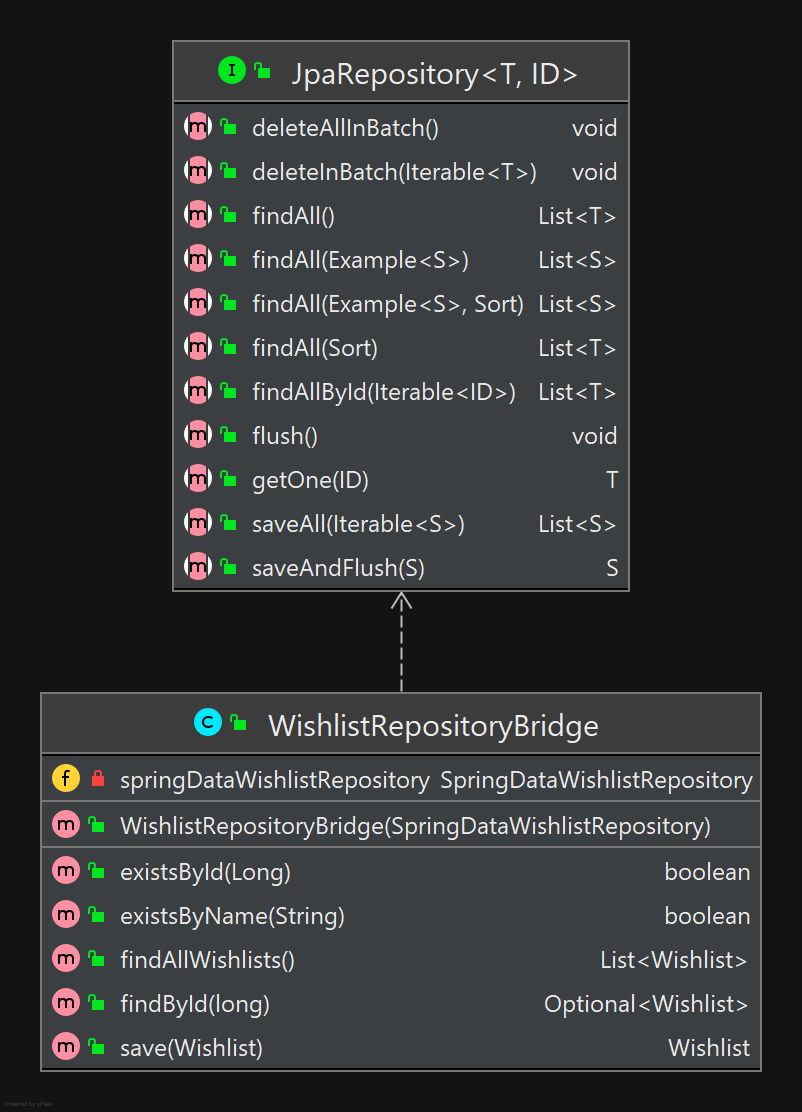 I JpaRepository<T, ID>
m deleteAllInBatch() void
m deleteInBatch(Iterable<T>) void
m findAll() List<T>
m findAll(Example<S>) List<S>
m findAll(Example<S>, Sort) List<S>
m findAll(Sort) List<T>
m findAllById(Iterable<ID>) List<T>
m flush() void
m getOne(ID) T
m saveAll(Iterable<S>) List<S>
m saveAndFlush(S) S
C WishlistRepositoryBridge
f springDataWishlistRepository SpringDataWishlistRepository
m WishlistRepositoryBridge(SpringDataWishlistRepository)
m existsById(Long) boolean
m existsByName(String) boolean
m findAllWishlists() List<Wishlist>
m findById(long) Optional<Wishlist>
m save(Wishlist) Wishlist
Powered by yFiles